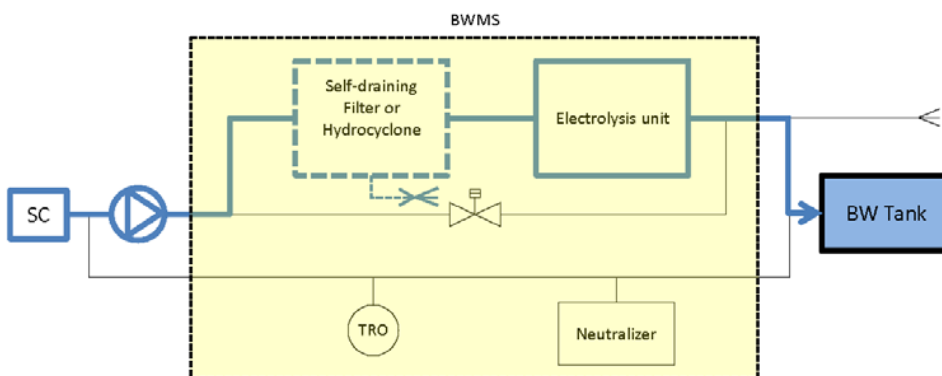 BWMS
Self-draining
Filter or
Hydrocyclone
Electrolysis unit
SC
BW Tank
TRO
Neutralizer